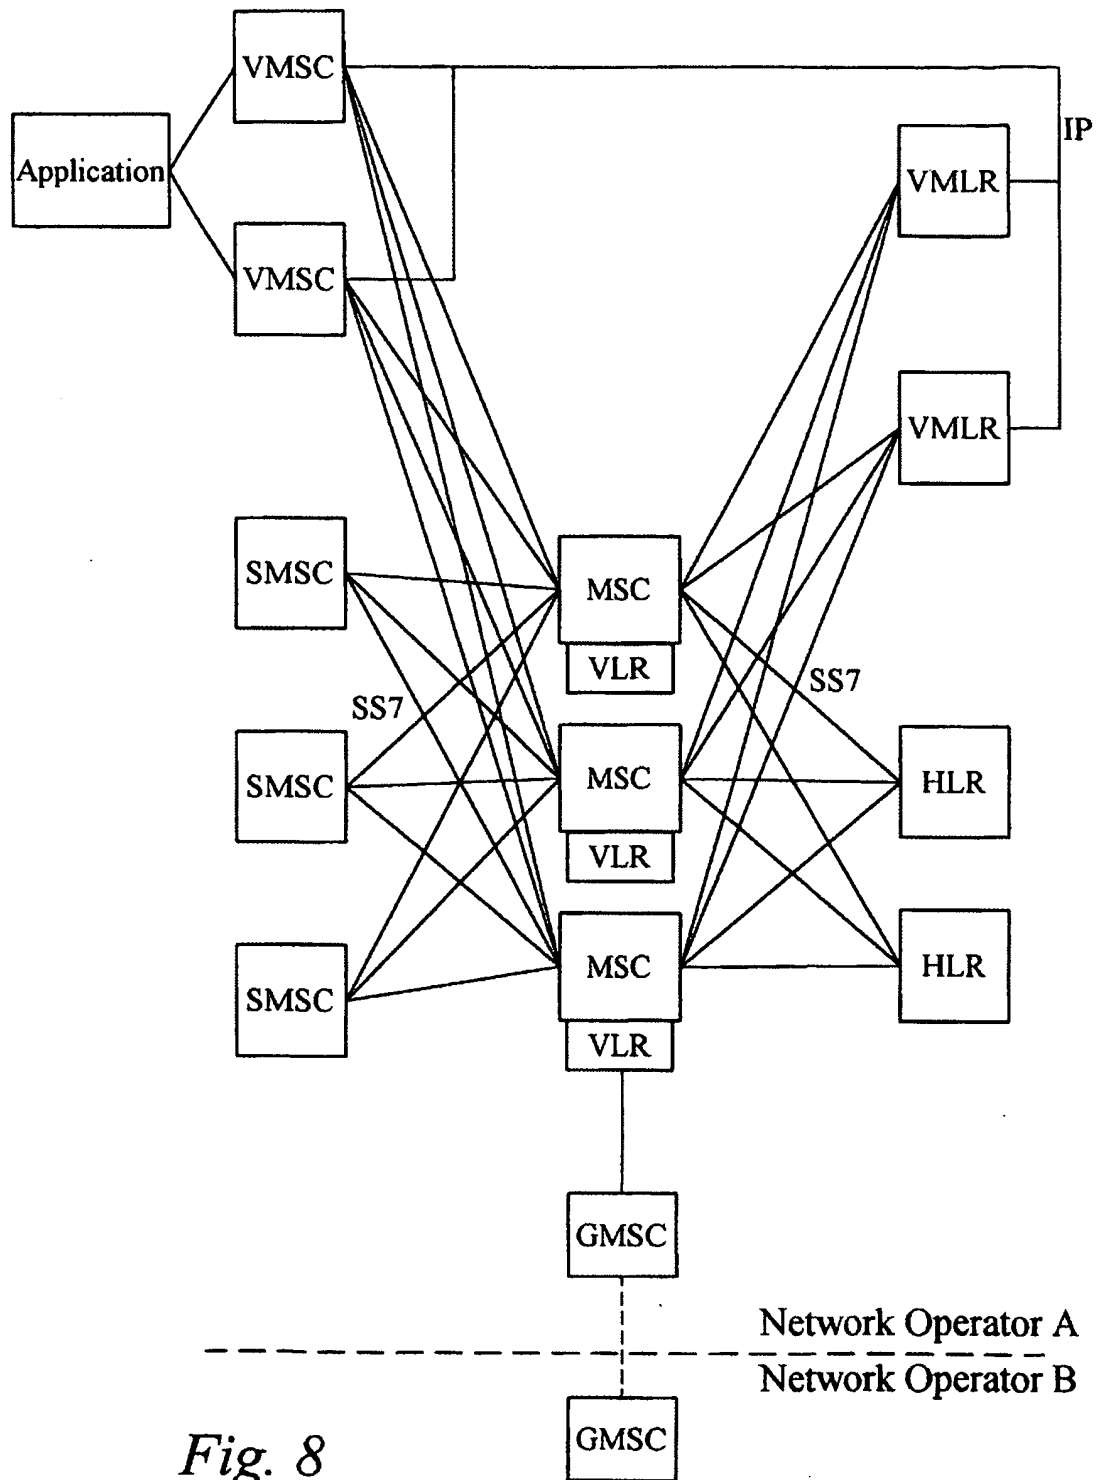 VMSC
IP
Application
VMLR
VMSC
VMLR
SMSC
MSC
VLR
SS7
SS7
SMSC
MSC
HLR
VLR
SMSC
MSC
HLR
VLR
GMSC
Network Operator A
Network Operator B
GMSC
Fig. 8